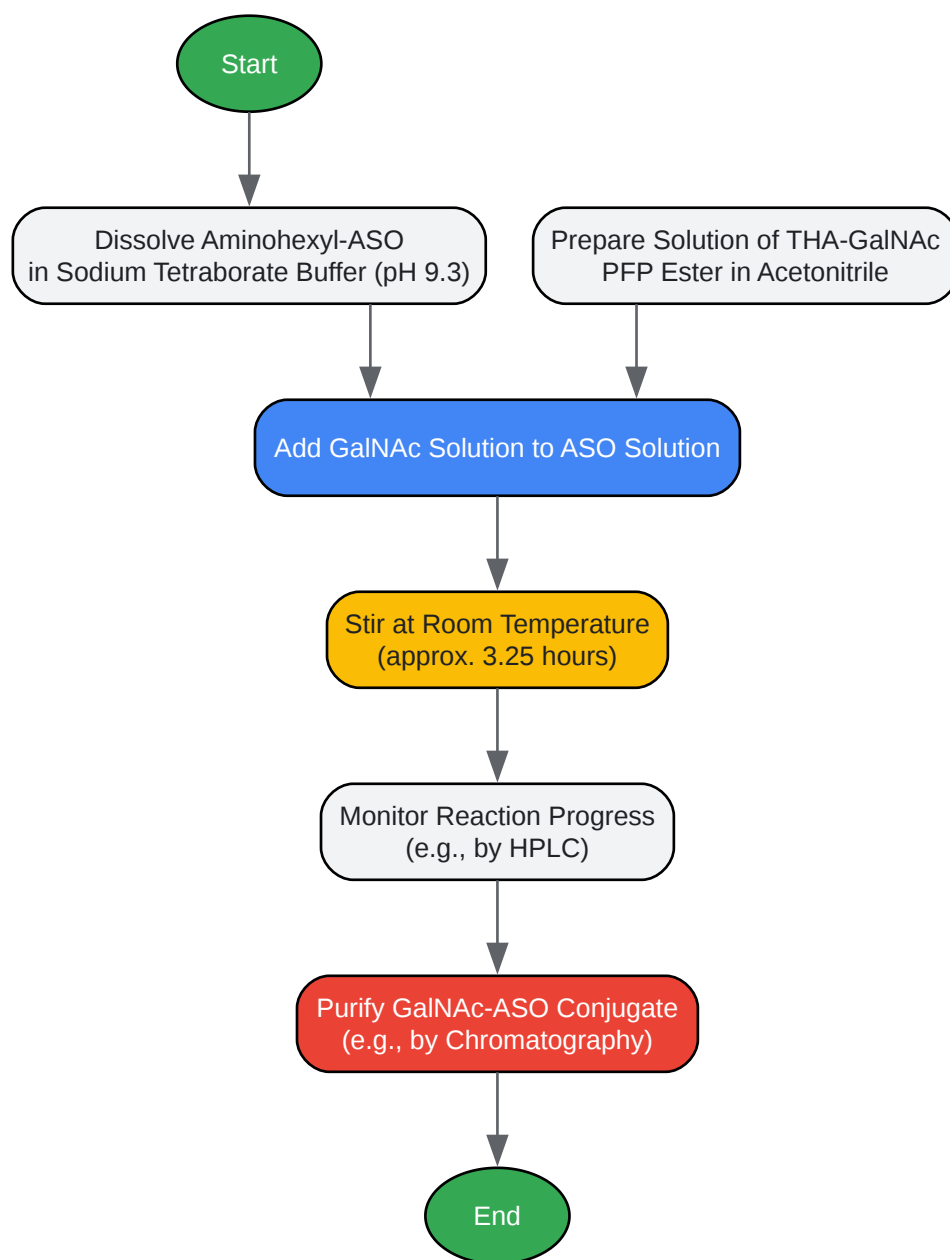 Start
Dissolve Aminohexyl-ASO
in Sodium Tetraborate Buffer (pH 9.3)
Prepare Solution of THA-GalNAc
PFP Ester in Acetonitrile
Add GalNAc Solution to ASO Solution
Stir at Room Temperature
(approx. 3.25 hours)
Monitor Reaction Progress
(e.g., by HPLC)
Purify GalNAc-ASO Conjugate
(e.g., by Chromatography)
End